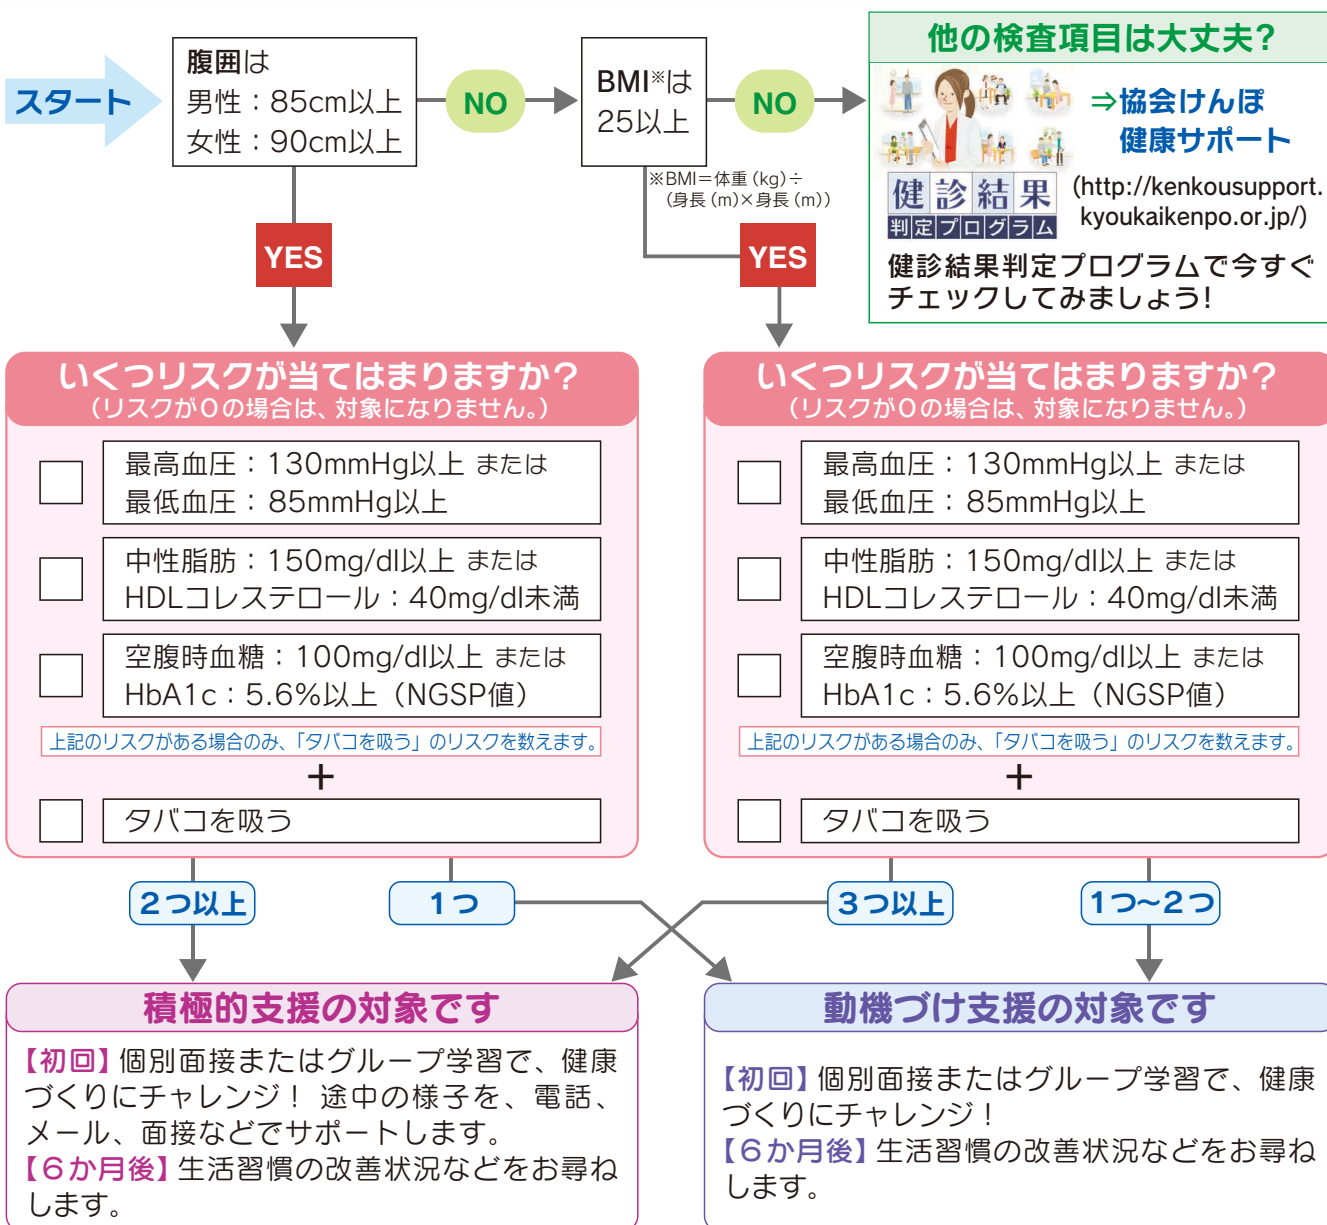 スタート
腹囲は
男性：85cm以上
女性：90cm以上
NO
BMI※は
25以上
NO
※BMI＝体重（kg）÷
（身長（m）×身長（m））
他の検査項目は大丈夫？
⇒協会けんぽ
健康サポート
(http://kenkousupport.
kyoukaikenpo.or.jp/)
健診結果
判定プログラム
健診結果判定プログラムで今すぐ
チェックしてみましょう！
YES
YES
いくつリスクが当てはまりますか？
（リスクが０の場合は、対象になりません。）
最高血圧：130mmHg以上 または
最低血圧：85mmHg以上
中性脂肪：150mg/dl以上 または
HDLコレステロール：40mg/dl未満
空腹時血糖：100mg/dl以上 または
HbA1c：5.6%以上（NGSP値）
上記のリスクがある場合のみ、「タバコを吸う」のリスクを数えます。
＋
タバコを吸う
いくつリスクが当てはまりますか？
（リスクが０の場合は、対象になりません。）
最高血圧：130mmHg以上 または
最低血圧：85mmHg以上
中性脂肪：150mg/dl以上 または
HDLコレステロール：40mg/dl未満
空腹時血糖：100mg/dl以上 または
HbA1c：5.6%以上（NGSP値）
上記のリスクがある場合のみ、「タバコを吸う」のリスクを数えます。
＋
タバコを吸う
２つ以上
１つ
３つ以上
１つ～２つ
積極的支援の対象です
【初回】個別面接またはグループ学習で、健康
づくりにチャレンジ！ 途中の様子を、電話、
メール、面接などでサポートします。
【６か月後】生活習慣の改善状況などをお尋ね
します。
動機づけ支援の対象です
【初回】個別面接またはグループ学習で、健康
づくりにチャレンジ！
【６か月後】生活習慣の改善状況などをお尋ね
します。